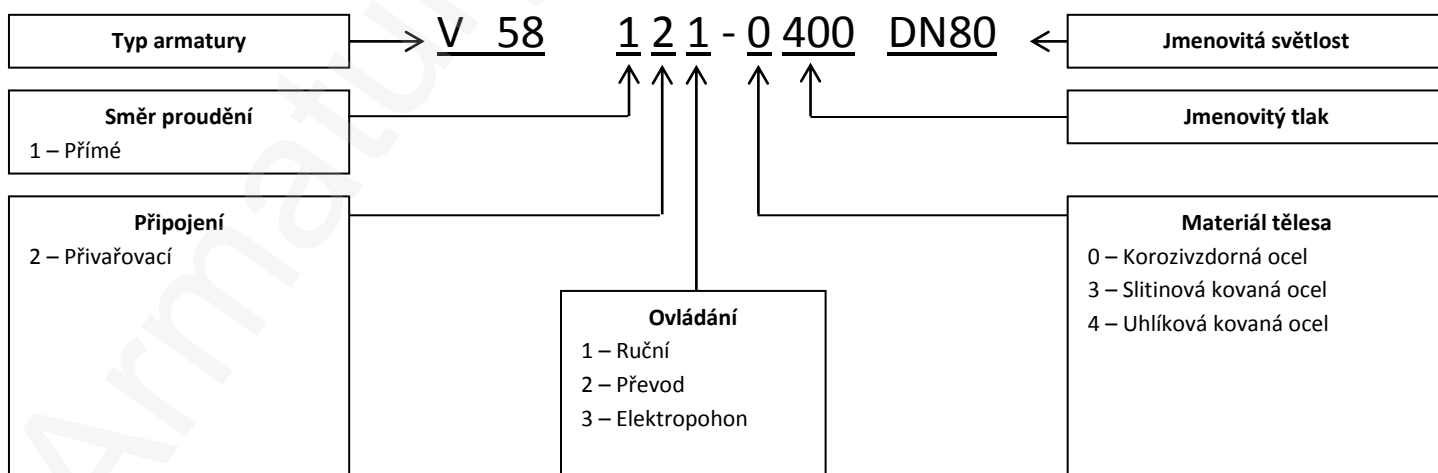 Typ armatury
V 58 1 2 1 - 0 400 DN80
Jmenovitá světlost
Směr proudění
1 – Přímé
Jmenovitý tlak
Připojení
2 – Přivařovací
Ovládání
1 – Ruční
2 – Převod
3 – Elektropohon
Materiál tělesa
0 – Korozivzdorná ocel
3 – Slitinová kovaná ocel
4 – Uhlíková kovaná ocel